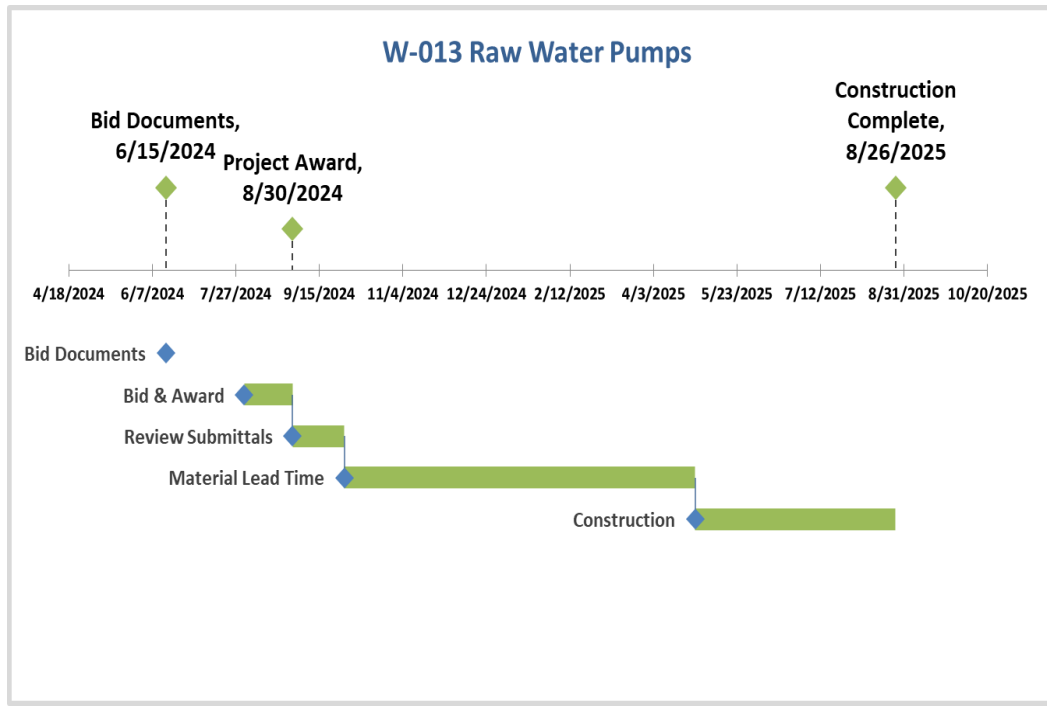 W-013 Raw Water Pumps
Bid Documents,
6/15/2024
Project Award,
8/30/2024
Construction
Complete,
8/26/2025
4/18/2024 6/7/2024 7/27/2024 9/15/2024 11/4/2024 12/24/2024 2/12/2025 4/3/2025 5/23/2025 7/12/2025 8/31/2025 10/20/2025
Bid Documents
Bid & Award
Review Submittals
Material Lead Time
Construction